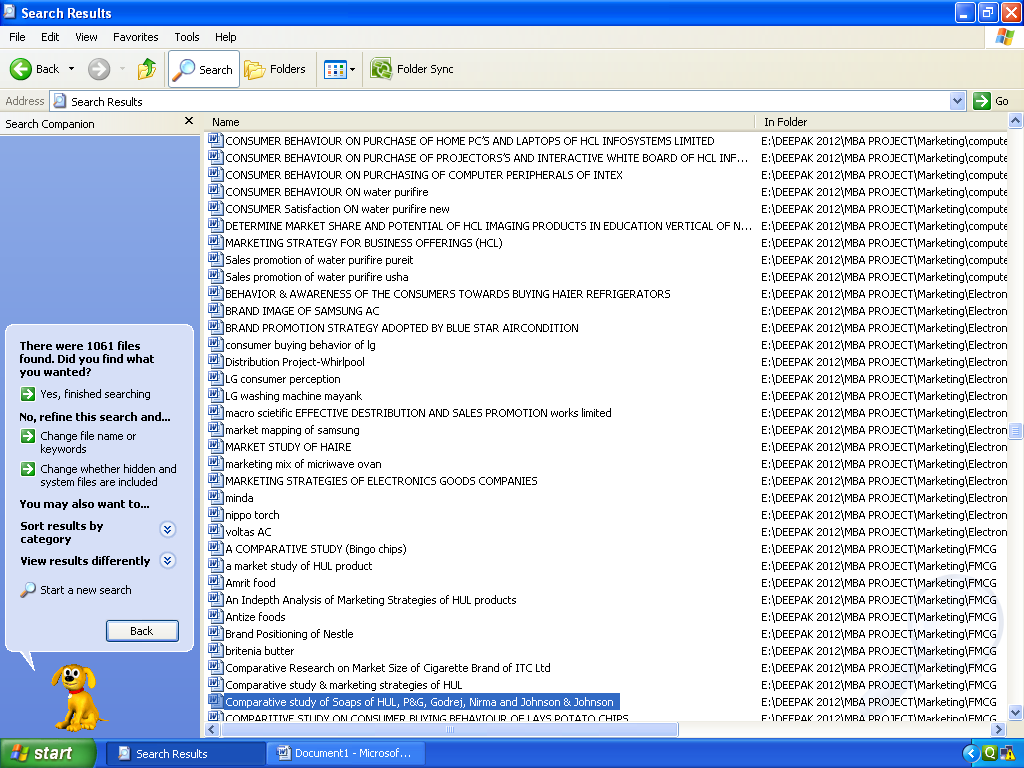 Search Results
File Edit View Favorites Tools Help
Back Search Folders Folder Sync
Address Search Results Go
Search Companion
There were 1061 files
found. Did you find what
you wanted?
Yes, finished searching
No, refine this search and...
Change file name or
keywords
Change whether hidden and
system files are included
You may also want to...
Sort results by
category
View results differently
Start a new search
Back
Name In Folder
CONSUMER BEHAVIOUR ON PURCHASE OF HOME PC'S AND LAPTOPS OF HCL INFOSYSTEMS LIMITED E:\DEEPAK 2012\MBA PROJECT\Marketing\compute
CONSUMER BEHAVIOUR ON PURCHASE OF PROJECTORS'S AND INTERACTIVE WHITE BOARD OF HCL INF... E:\DEEPAK 2012\MBA PROJECT\Marketing\compute
CONSUMER BEHAVIOUR ON PURCHASING OF COMPUTER PERIPHERALS OF INTEX E:\DEEPAK 2012\MBA PROJECT\Marketing\compute
CONSUMER BEHAVIOUR ON water purifire E:\DEEPAK 2012\MBA PROJECT\Marketing\compute
CONSUMER Satisfaction ON water purifire new E:\DEEPAK 2012\MBA PROJECT\Marketing\compute
DETERMINE MARKET SHARE AND POTENTIAL OF HCL IMAGING PRODUCTS IN EDUCATION VERTICAL OF N... E:\DEEPAK 2012\MBA PROJECT\Marketing\compute
MARKETING STRATEGY FOR BUSINESS OFFERINGS (HCL) E:\DEEPAK 2012\MBA PROJECT\Marketing\compute
Sales promotion of water purifire pureit E:\DEEPAK 2012\MBA PROJECT\Marketing\compute
Sales promotion of water purifire usha E:\DEEPAK 2012\MBA PROJECT\Marketing\compute
BEHAVIOR & AWARENESS OF THE CONSUMERS TOWARDS BUYING HAIER REFRIGERATORS E:\DEEPAK 2012\MBA PROJECT\Marketing\Electron
BRAND IMAGE OF SAMSUNG AC E:\DEEPAK 2012\MBA PROJECT\Marketing\Electron
BRAND PROMOTION STRATEGY ADOPTED BY BLUE STAR AIRCONDITION E:\DEEPAK 2012\MBA PROJECT\Marketing\Electron
consumer buying behavior of lg E:\DEEPAK 2012\MBA PROJECT\Marketing\Electron
Distribution Project-Whirlpool E:\DEEPAK 2012\MBA PROJECT\Marketing\Electron
LG consumer perception E:\DEEPAK 2012\MBA PROJECT\Marketing\Electron
LG washing machine mayank E:\DEEPAK 2012\MBA PROJECT\Marketing\Electron
macro scietific EFFECTIVE DESTRIBUTION AND SALES PROMOTION works limited E:\DEEPAK 2012\MBA PROJECT\Marketing\Electron
market mapping of samsung E:\DEEPAK 2012\MBA PROJECT\Marketing\Electron
MARKET STUDY OF HAIRE E:\DEEPAK 2012\MBA PROJECT\Marketing\Electron
marketing mix of micriwave ovan E:\DEEPAK 2012\MBA PROJECT\Marketing\Electron
MARKETING STRATEGIES OF ELECTRONICS GOODS COMPANIES E:\DEEPAK 2012\MBA PROJECT\Marketing\Electron
minda E:\DEEPAK 2012\MBA PROJECT\Marketing\Electron
nippo torch E:\DEEPAK 2012\MBA PROJECT\Marketing\Electron
voltas AC E:\DEEPAK 2012\MBA PROJECT\Marketing\Electron
A COMPARATIVE STUDY (Bingo chips) E:\DEEPAK 2012\MBA PROJECT\Marketing\FMCG
a market study of HUL product E:\DEEPAK 2012\MBA PROJECT\Marketing\FMCG
Amrit food E:\DEEPAK 2012\MBA PROJECT\Marketing\FMCG
An Indepth Analysis of Marketing Strategies of HUL products E:\DEEPAK 2012\MBA PROJECT\Marketing\FMCG
Antize foods E:\DEEPAK 2012\MBA PROJECT\Marketing\FMCG
Brand Positioning of Nestle E:\DEEPAK 2012\MBA PROJECT\Marketing\FMCG
britenia butter E:\DEEPAK 2012\MBA PROJECT\Marketing\FMCG
Comparative Research on Market Size of Cigarette Brand of ITC Ltd E:\DEEPAK 2012\MBA PROJECT\Marketing\FMCG
Comparative study & marketing strategies of HUL E:\DEEPAK 2012\MBA PROJECT\Marketing\FMCG
Comparative study of Soaps of HUL, P&G, Godrej, Nirma and Johnson & Johnson E:\DEEPAK 2012\MBA PROJECT\Marketing\FMCG
COMPARITITE STUDY ON CONSUMER BUYING BEHAVIOUR OF LAYS POTATO CHIPS E:\DEEPAK 2012\MBA PROJECT\Marketing\FMCG
start Search Results Document1 - Microsof...